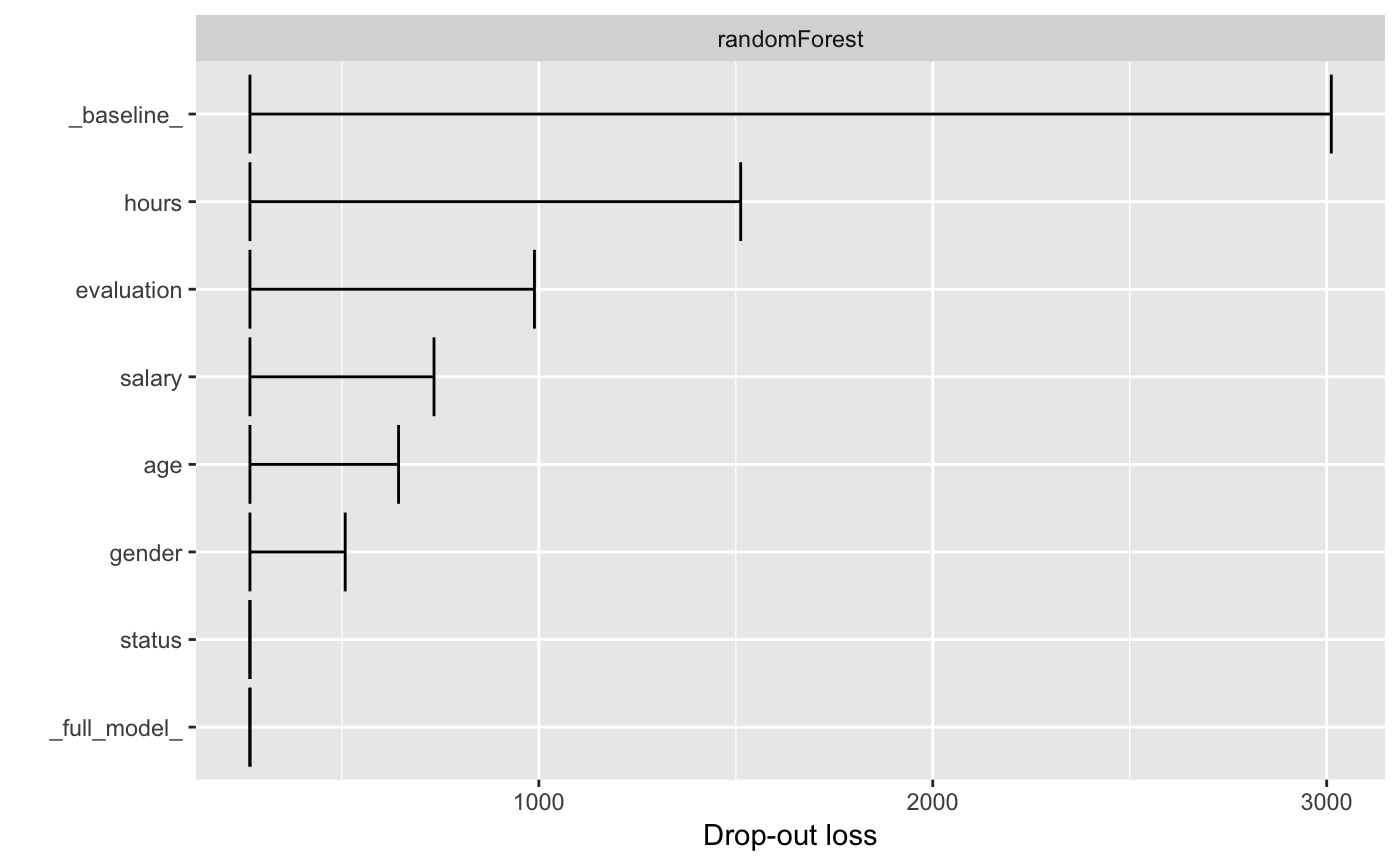 randomForest
_baseline_
hours
evaluation
salary
age
gender
status
_full_model_
1000 2000 3000
Drop-out loss